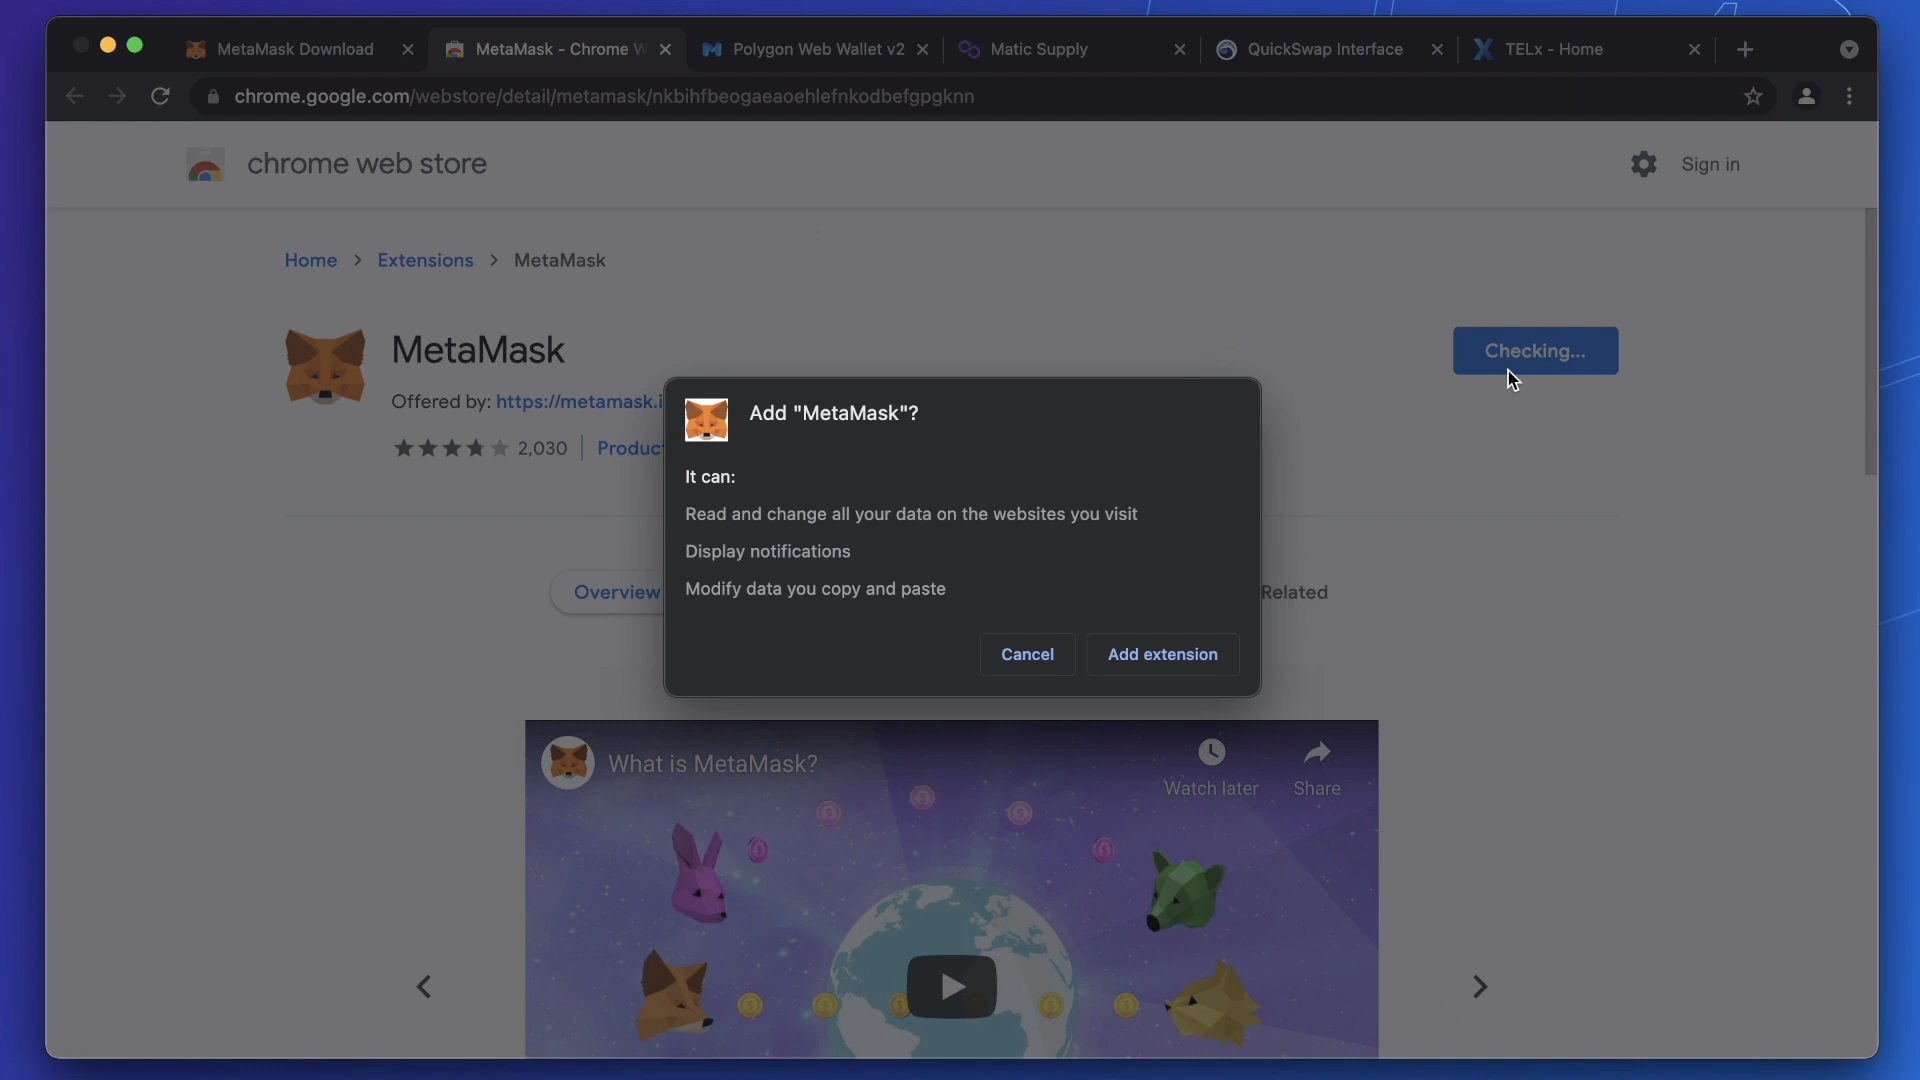 MetaMask Download
MetaMask - Chrome W
Polygon Web Wallet v2
Matic Supply
QuickSwap Interface
TELx - Home
chrome.google.com/webstore/detail/metamask/nkbihfbeogaeaoehlefnkodbefgpgknn
chrome web store
Sign in
Home > Extensions > MetaMask
MetaMask
Checking...
Offered by: https://metamask.i
2,030
Produc
Add "MetaMask"?
It can:
Read and change all your data on the websites you visit
Display notifications
Modify data you copy and paste
Cancel
Add extension
Overview
Related
What is MetaMask?
Watch later
Share